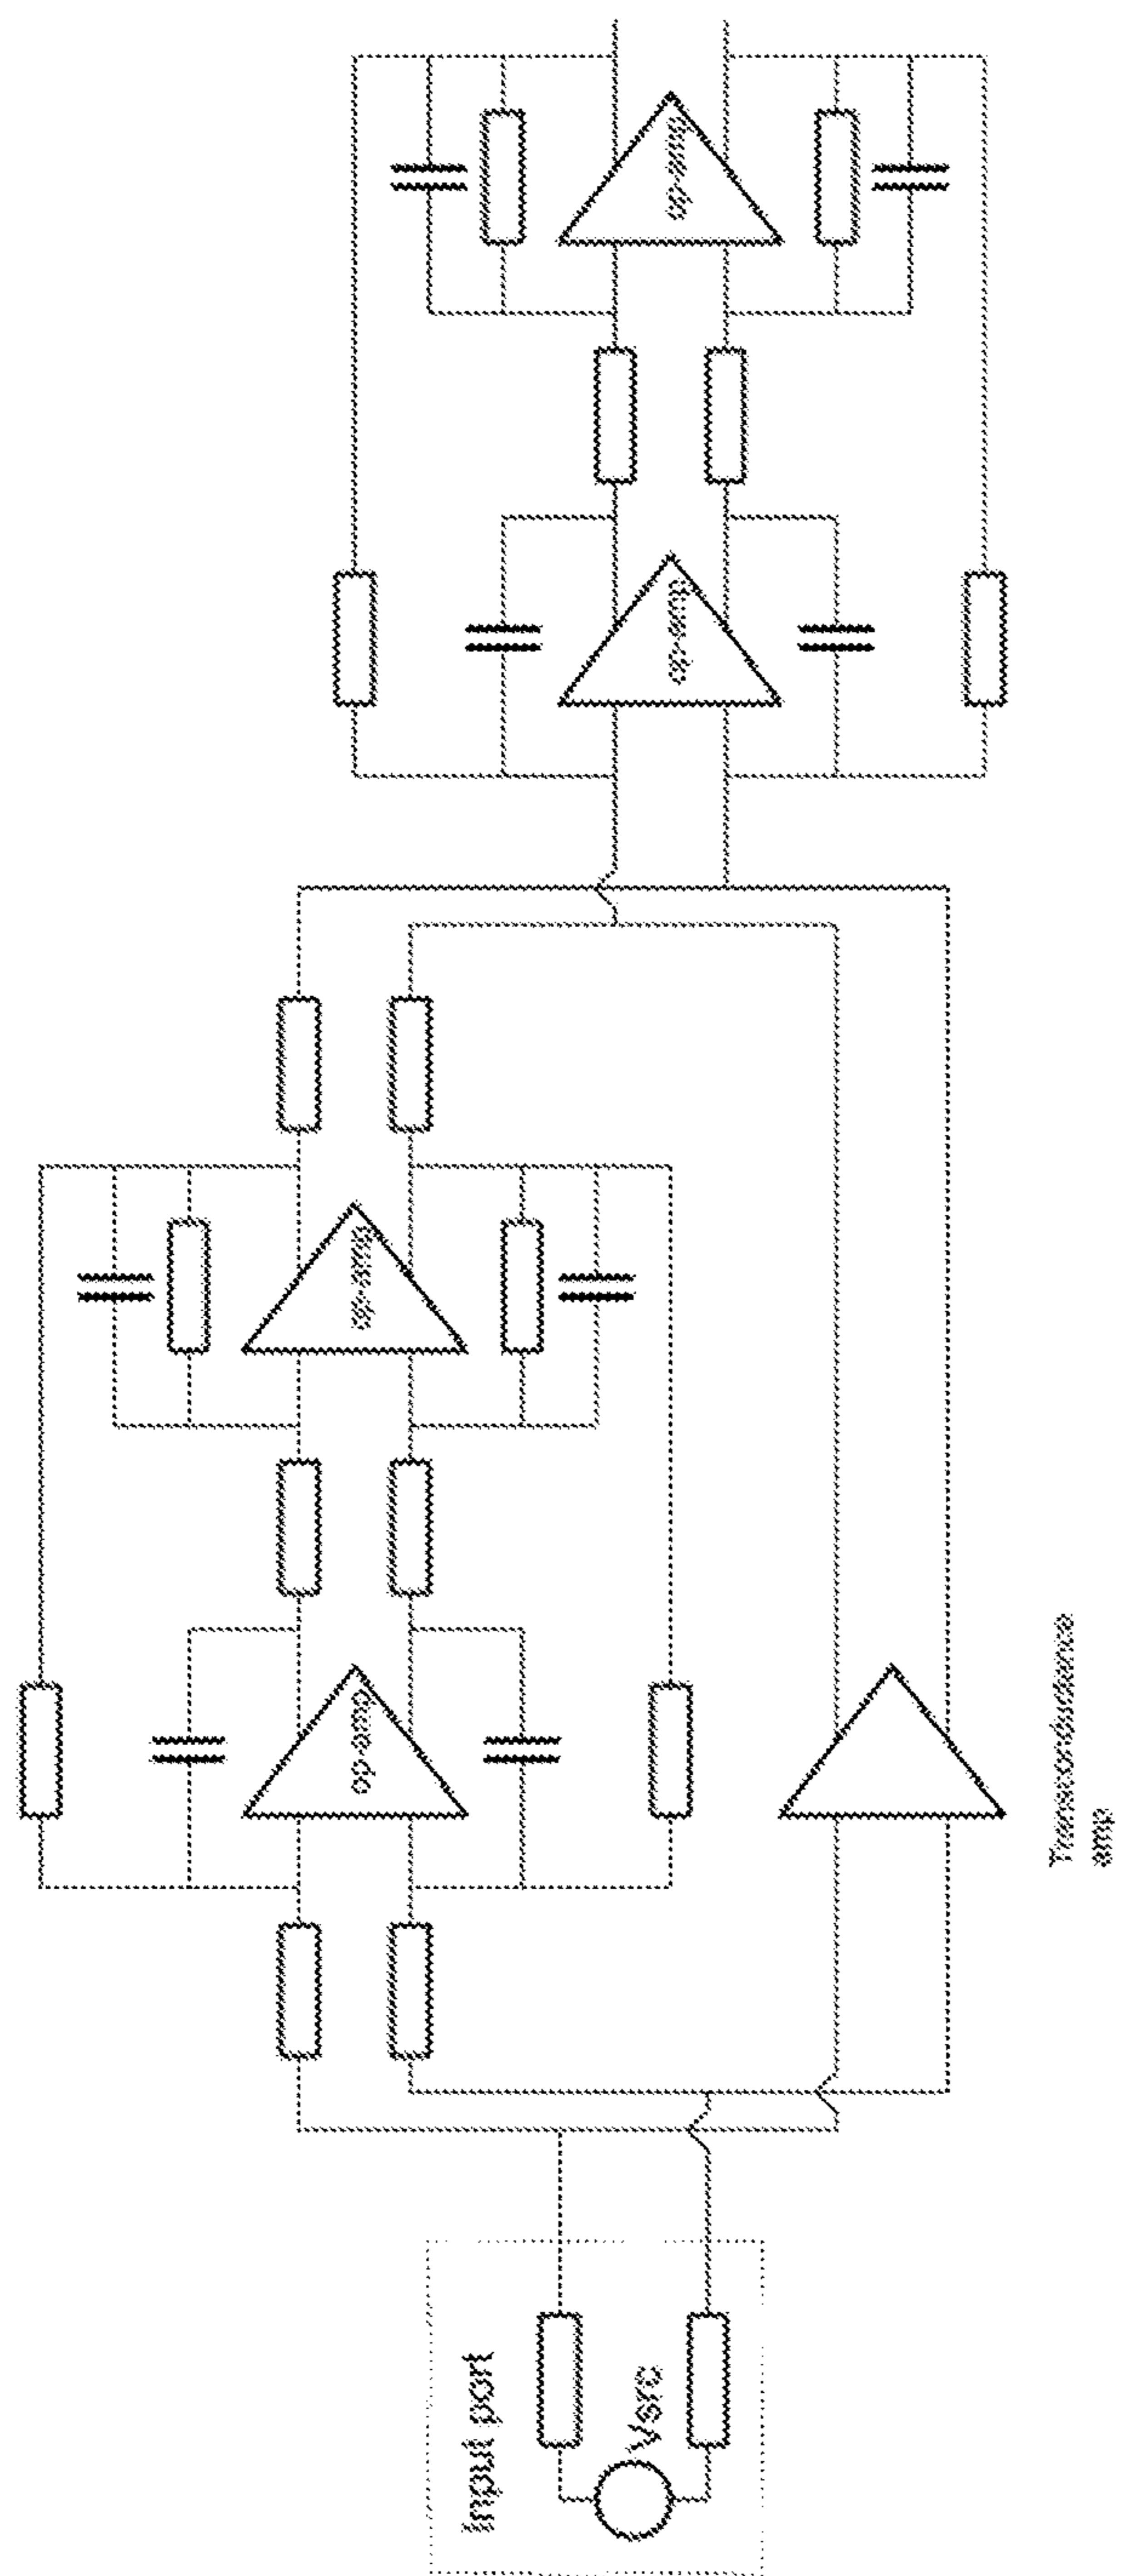 Input port
Vsrc
op-amp
op-amp
op-amp
op-amp
Transconductance
amp